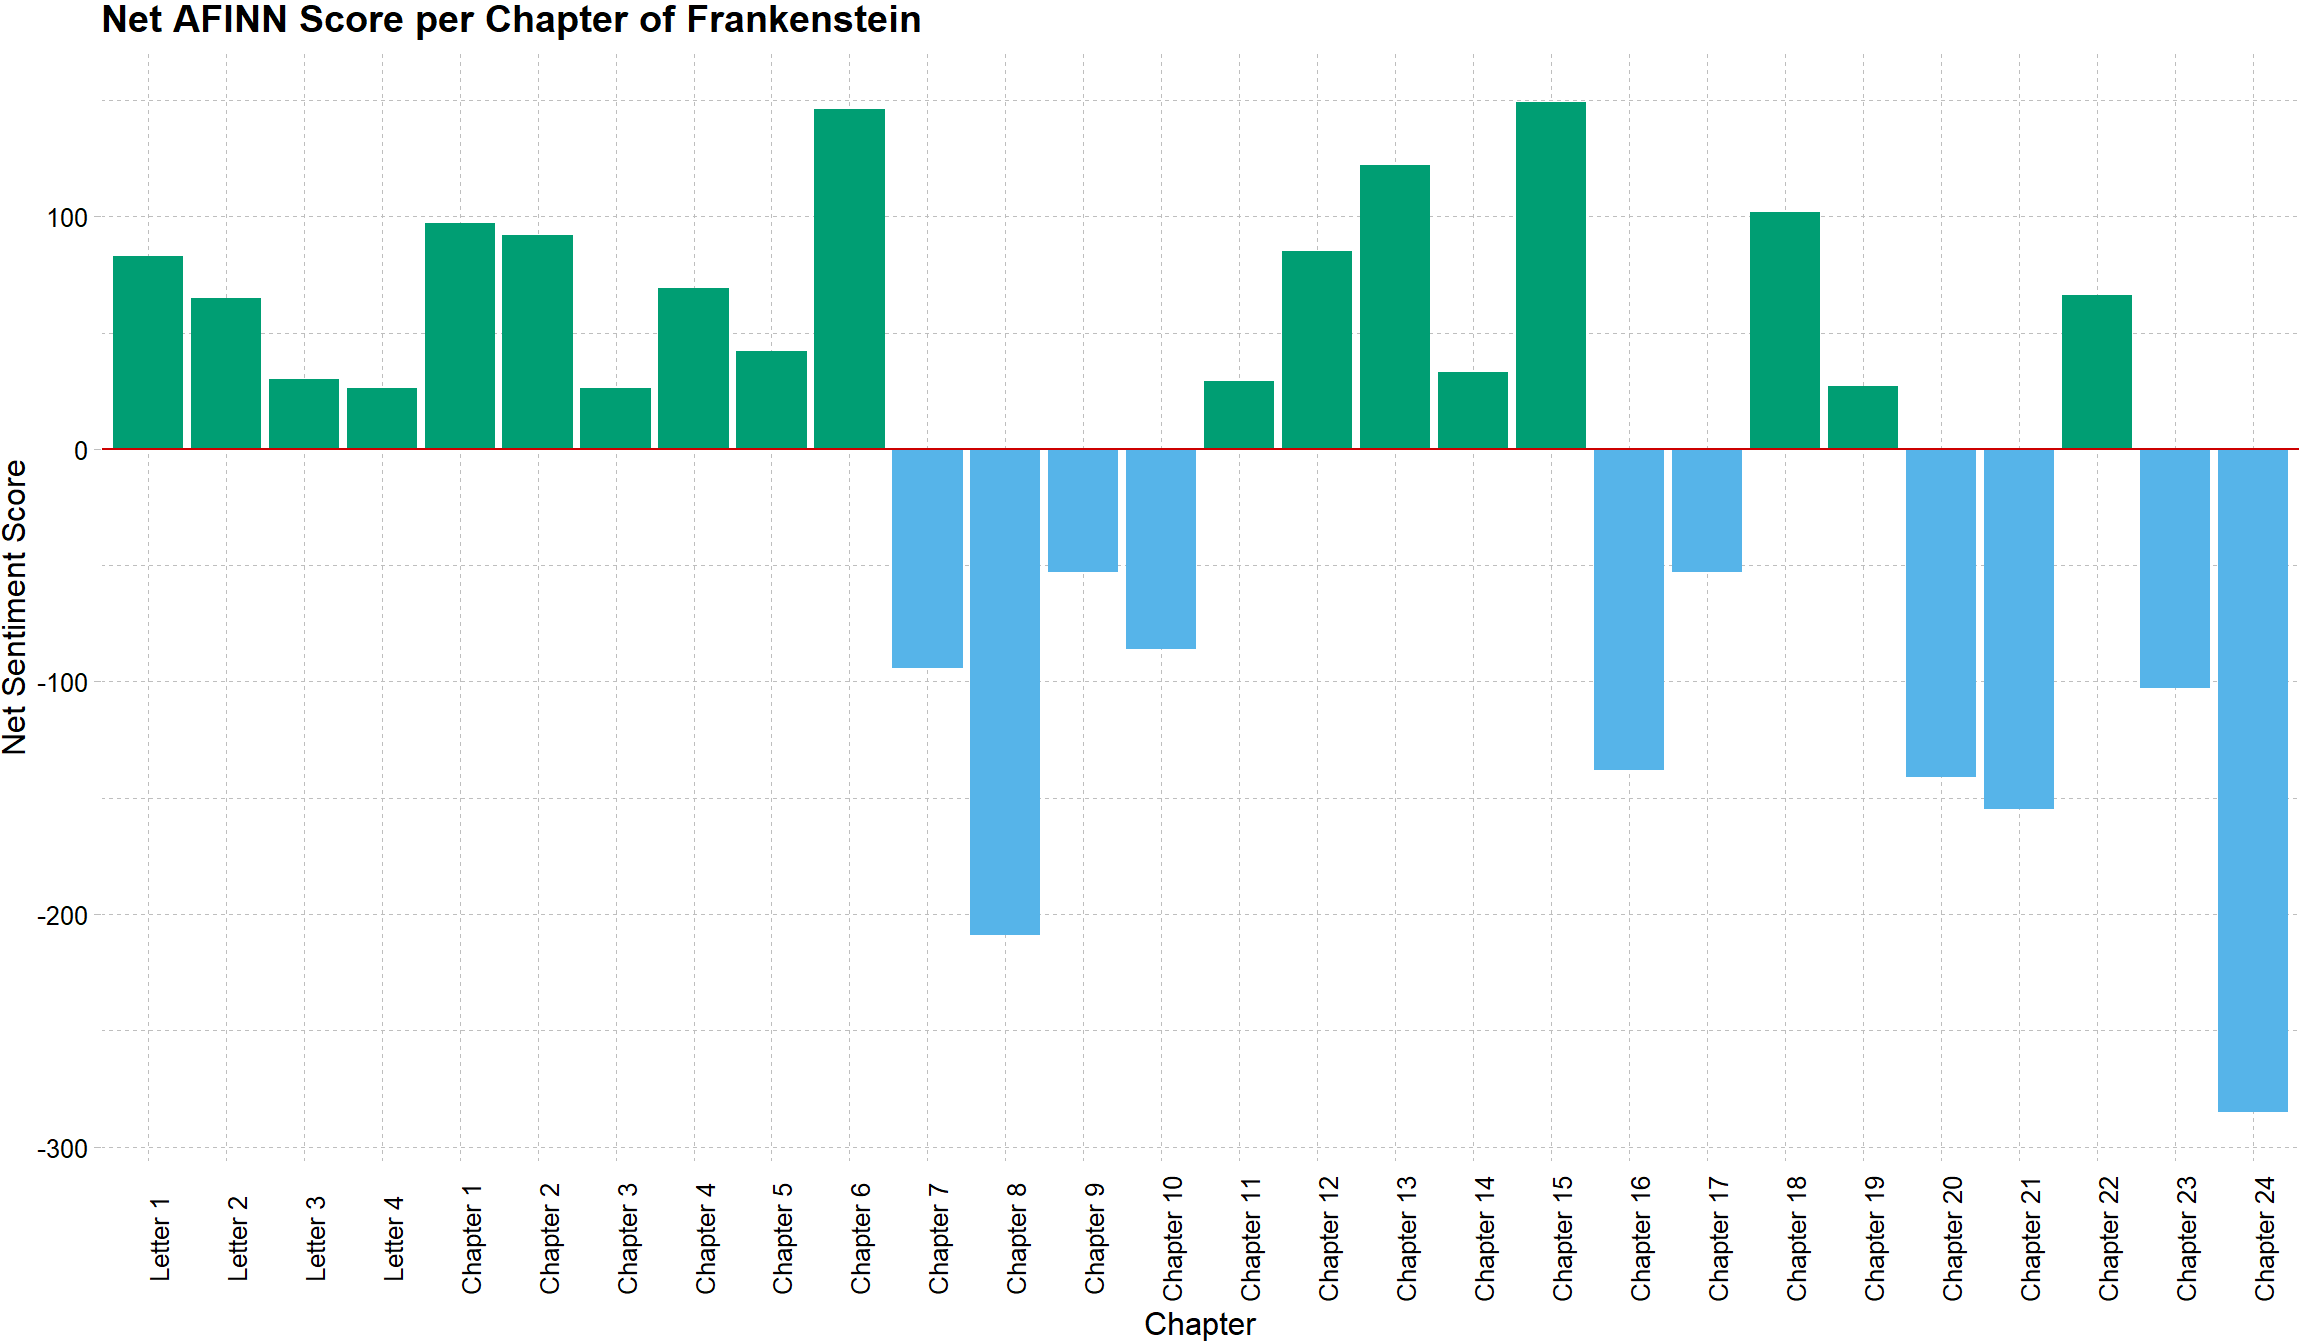 Net AFINN Score per Chapter of Frankenstein
Net Sentiment Score
100
0
-100
-200
-300
Letter 1
Letter 2
Letter 3
Letter 4
Chapter 1
Chapter 2
Chapter 3
Chapter 4
Chapter 5
Chapter 6
Chapter 7
Chapter 8
Chapter 9
Chapter 10
Chapter 11
Chapter 12
Chapter 13
Chapter 14
Chapter 15
Chapter 16
Chapter 17
Chapter 18
Chapter 19
Chapter 20
Chapter 21
Chapter 22
Chapter 23
Chapter 24
Chapter